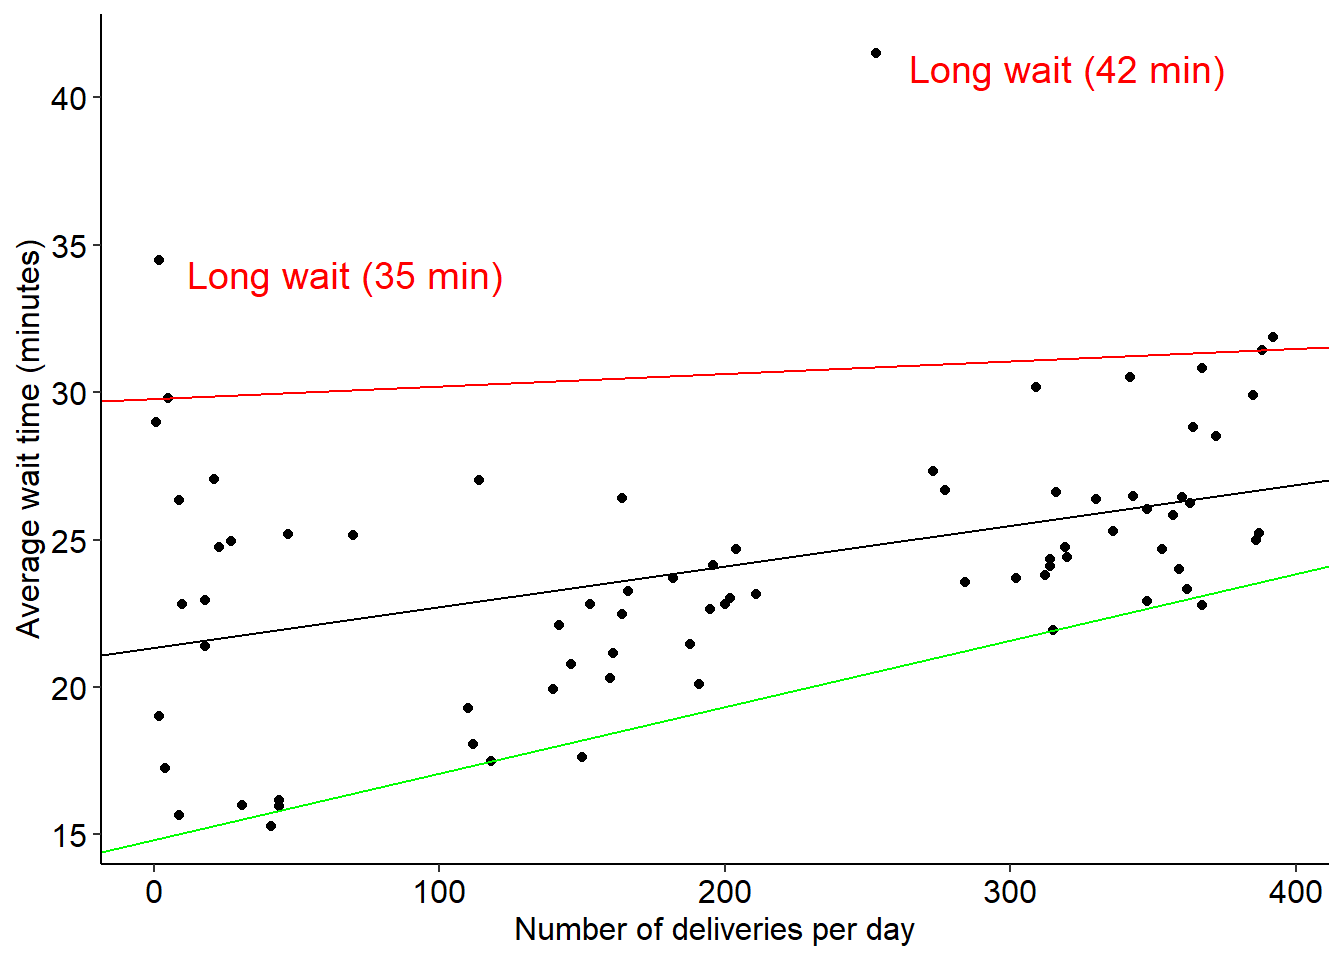 Long wait (42 min)
40
35
Long wait (35 min)
30
25
20
15
Average wait time (minutes)
0 100 200 300 400
Number of deliveries per day